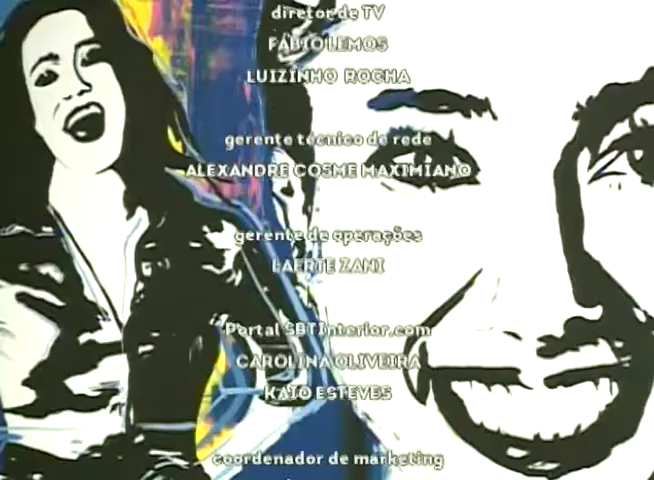 diretor de TV
FÁBIO LEMOS
LUIZINHO ROCHA
gerente técnico de rede
ALEXANDRE COSME MAXIMIANO
gerente de operações
LAERTE ZANI
Portal SBTInterior.com
CAROLINA OLIVEIRA
KAIO ESTEVES
coordenador de marketing